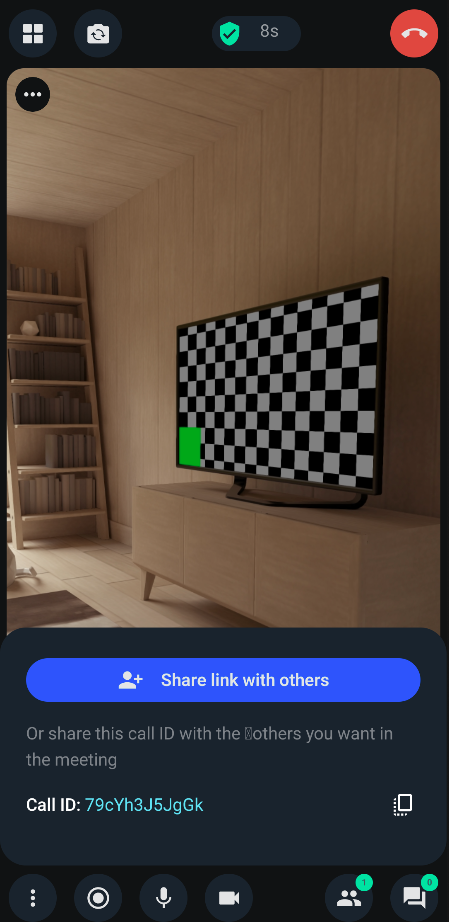 8s
Share link with others
Or share this call ID with the others you want in
the meeting
Call ID: 79cYh3J5JgGk
1
0